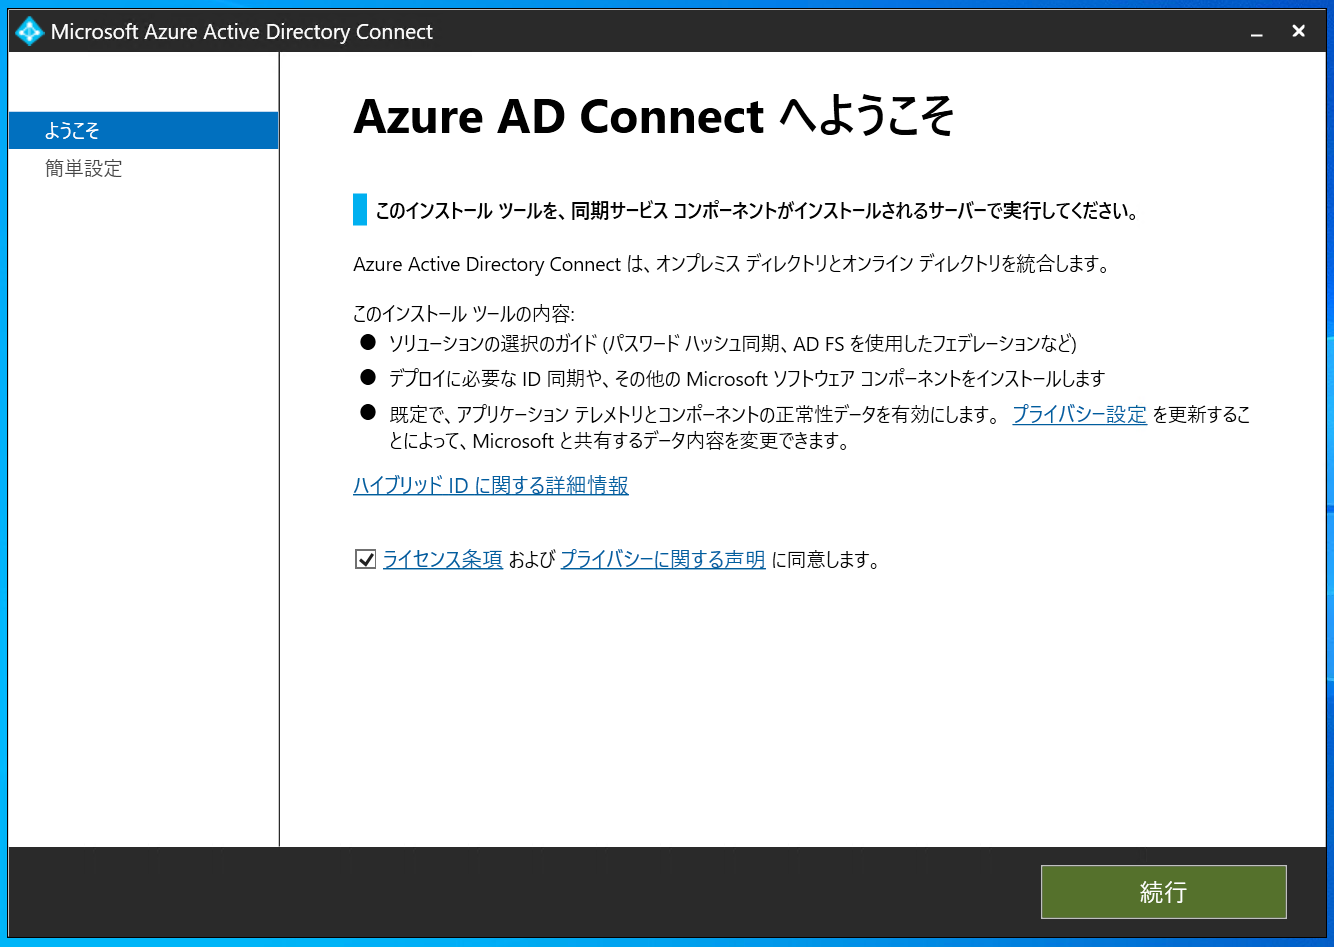 Microsoft Azure Active Directory Connect
ようこそ
簡単設定
Azure AD Connect へようこそ
このインストール ツールを、同期サービス コンポーネントがインストールされるサーバーで実行してください。
Azure Active Directory Connect は、オンプレミス ディレクトリとオンライン ディレクトリを統合します。
このインストール ツールの内容:
● ソリューションの選択のガイド (パスワード ハッシュ同期、AD FS を使用したフェデレーションなど)
● デプロイに必要な ID 同期や、その他の Microsoft ソフトウェア コンポーネントをインストールします
● 既定で、アプリケーション テレメトリとコンポーネントの正常性データを有効にします。 プライバシー設定 を更新するこ
とによって、Microsoft と共有するデータ内容を変更できます。
ハイブリッド ID に関する詳細情報
ライセンス条項 および プライバシーに関する声明 に同意します。
続行